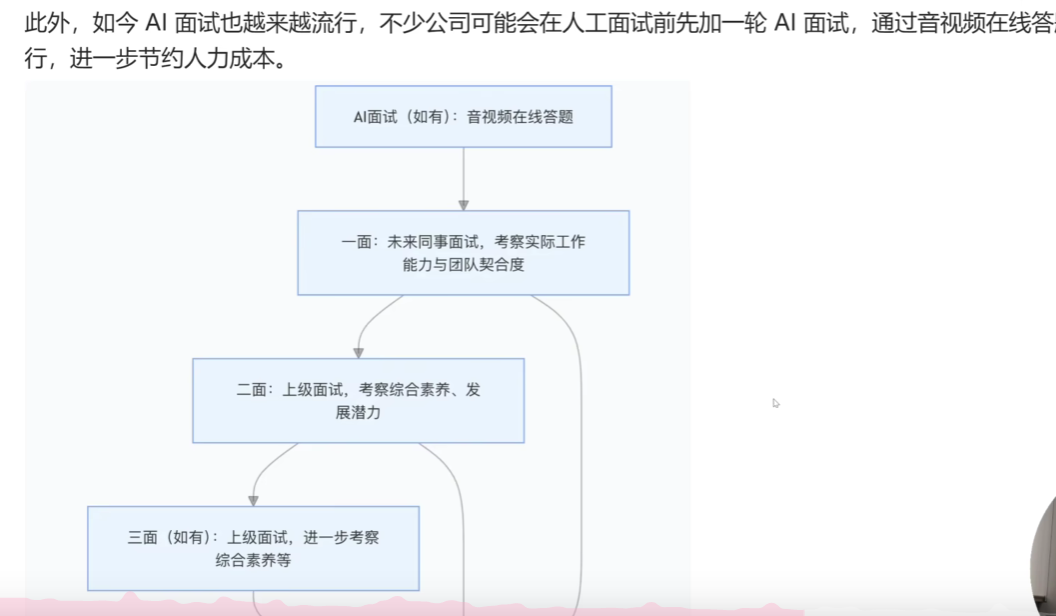 此外，如今 AI 面试也越来越流行，不少公司可能会在人工面试前先加一轮 AI 面试，通过音视频在线答
行，进一步节约人力成本。
AI面试（如有）：音视频在线答题
一面：未来同事面试，考察实际工作
能力与团队契合度
二面：上级面试，考察综合素养、发
展潜力
三面（如有）：上级面试，进一步考察
综合素养等